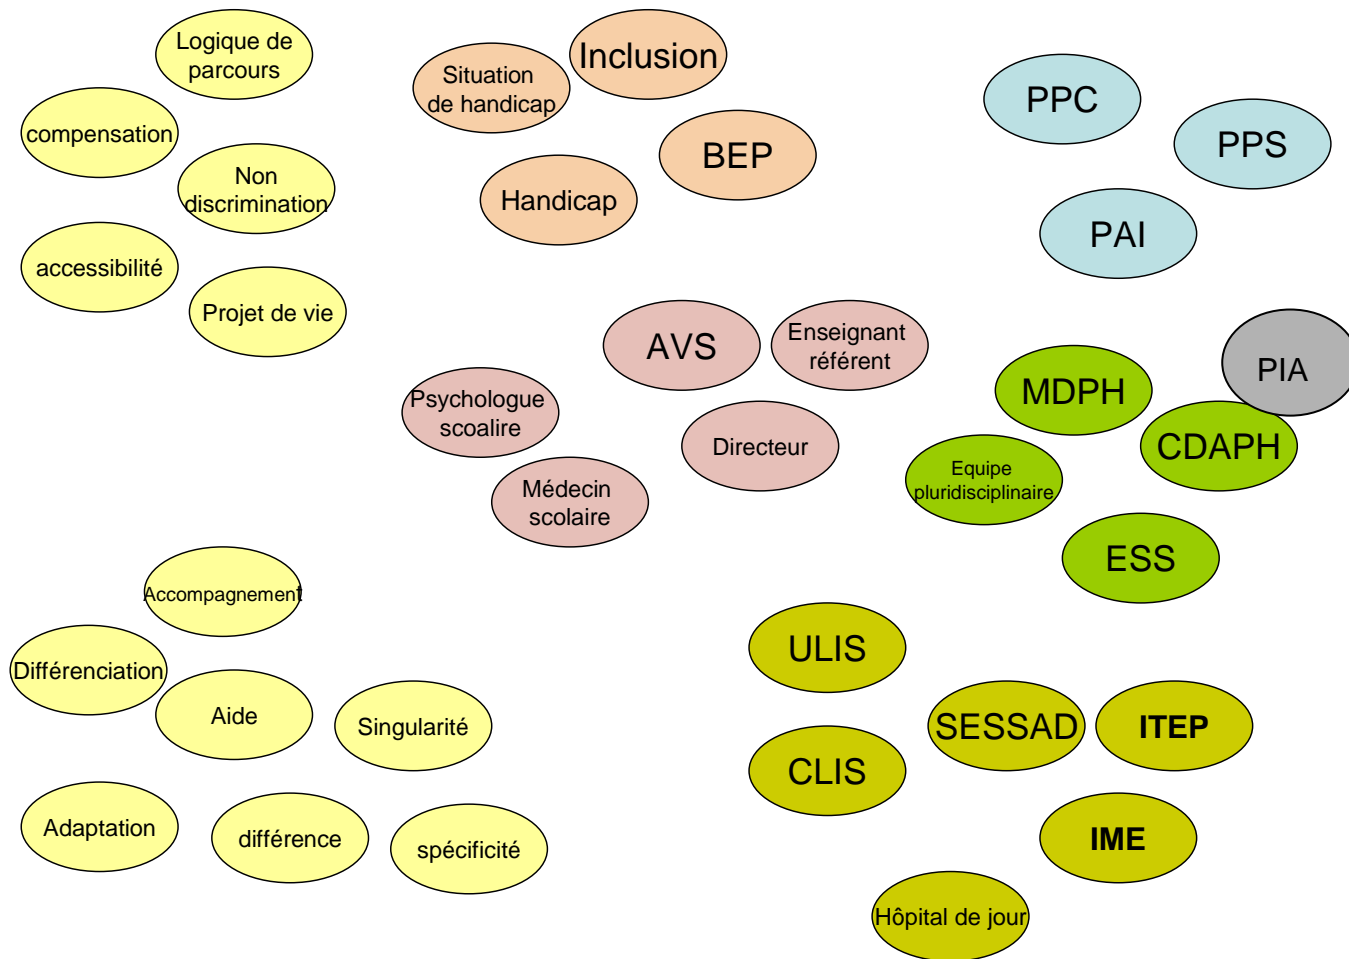 Logique de
parcours
compensation
Non
discrimination
accessibilité
Projet de vie
Inclusion
Situation
de handicap
BEP
Handicap
PPC
PPS
PAI
AVS
Enseignant
référent
Psychologue
scoalire
Directeur
Médecin
scolaire
PIA
MDPH
CDAPH
Equipe
pluridisciplinaire
ESS
Accompagnement
Différenciation
Aide
Singularité
Adaptation
différence
spécificité
ULIS
SESSAD
ITEP
CLIS
IME
Hôpital de jour